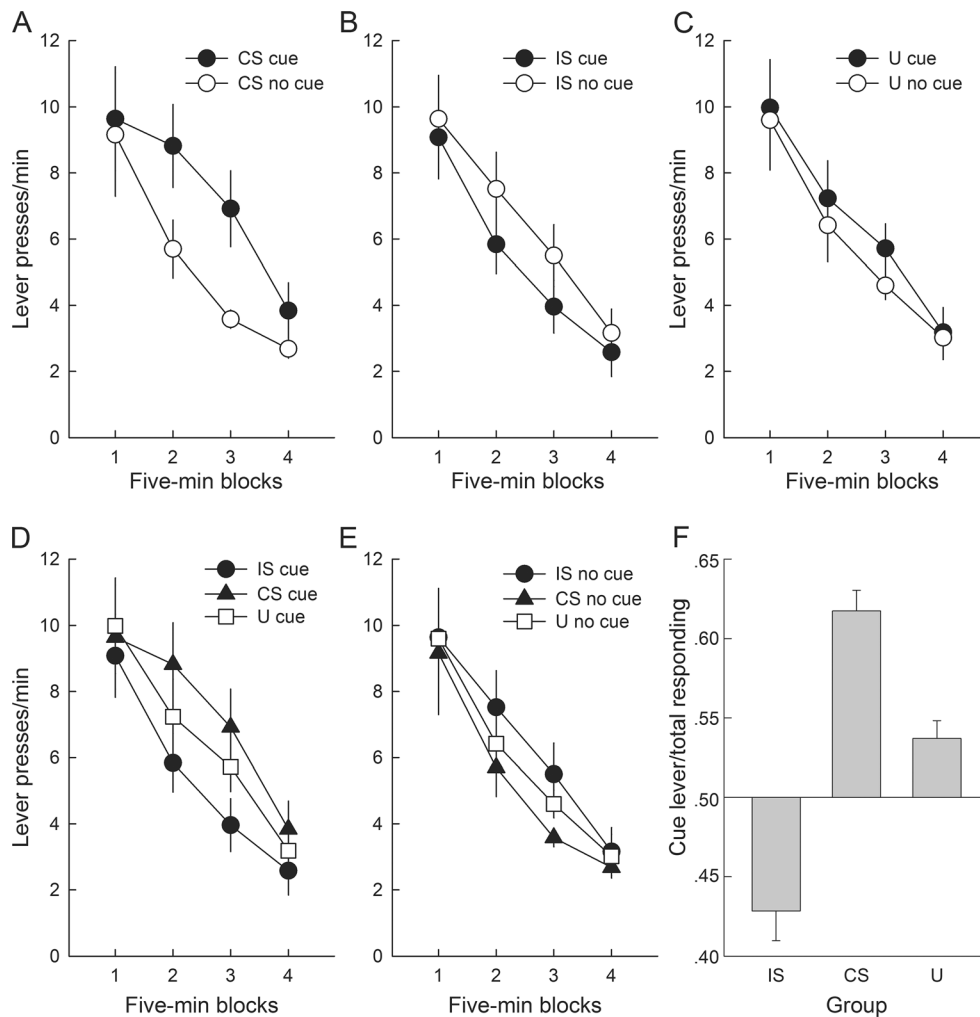 A
12
10
8
6
4
2
0
Lever presses/min
CS cue
CS no cue
1 2 3 4
Five-min blocks
B
12
10
8
6
4
2
0
Lever presses/min
IS cue
IS no cue
1 2 3 4
Five-min blocks
C
12
10
8
6
4
2
0
Lever presses/min
U cue
U no cue
1 2 3 4
Five-min blocks
D
12
10
8
6
4
2
0
Lever presses/min
IS cue
CS cue
U cue
1 2 3 4
Five-min blocks
E
12
10
8
6
4
2
0
IS no cue
CS no cue
U no cue
1 2 3 4
Five-min blocks
F
.65
.60
.55
.50
.45
.40
Cue lever/total responding
IS CS U
Group